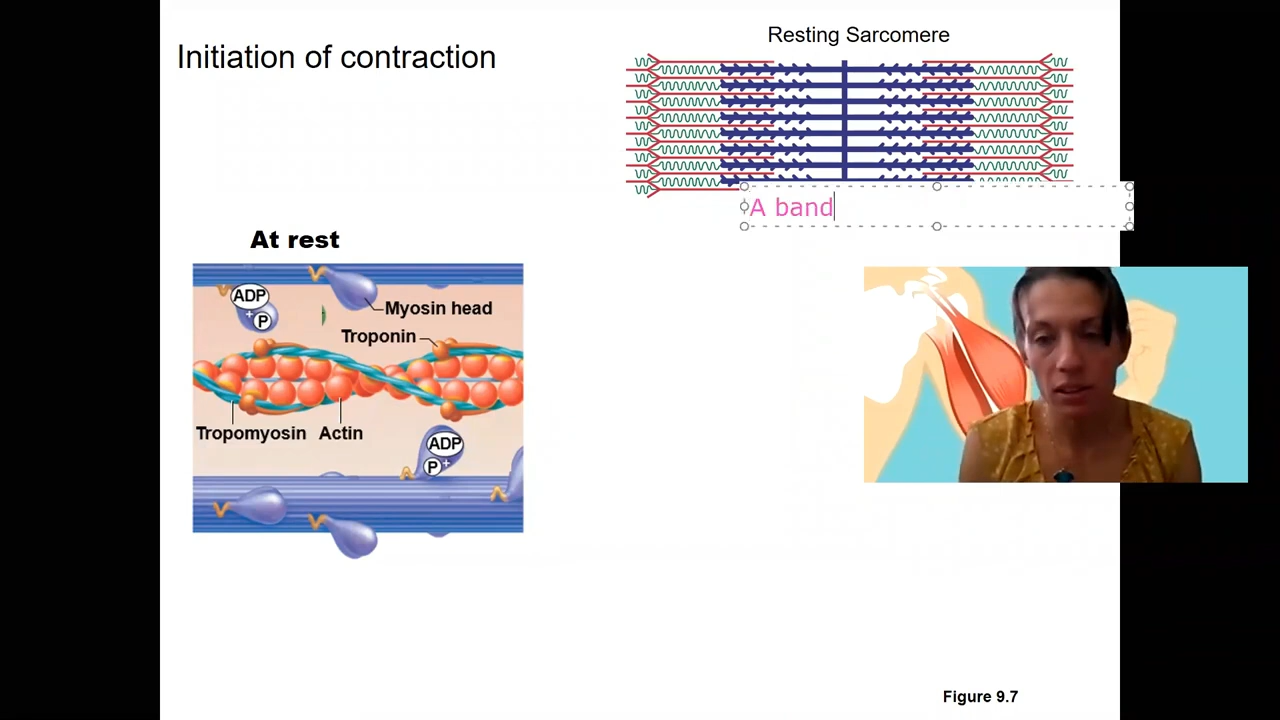 Initiation of contraction
Resting Sarcomere
A band
At rest
ADP
+
P
Myosin head
Troponin
Tropomyosin
Actin
ADP
P
+
Figure 9.7